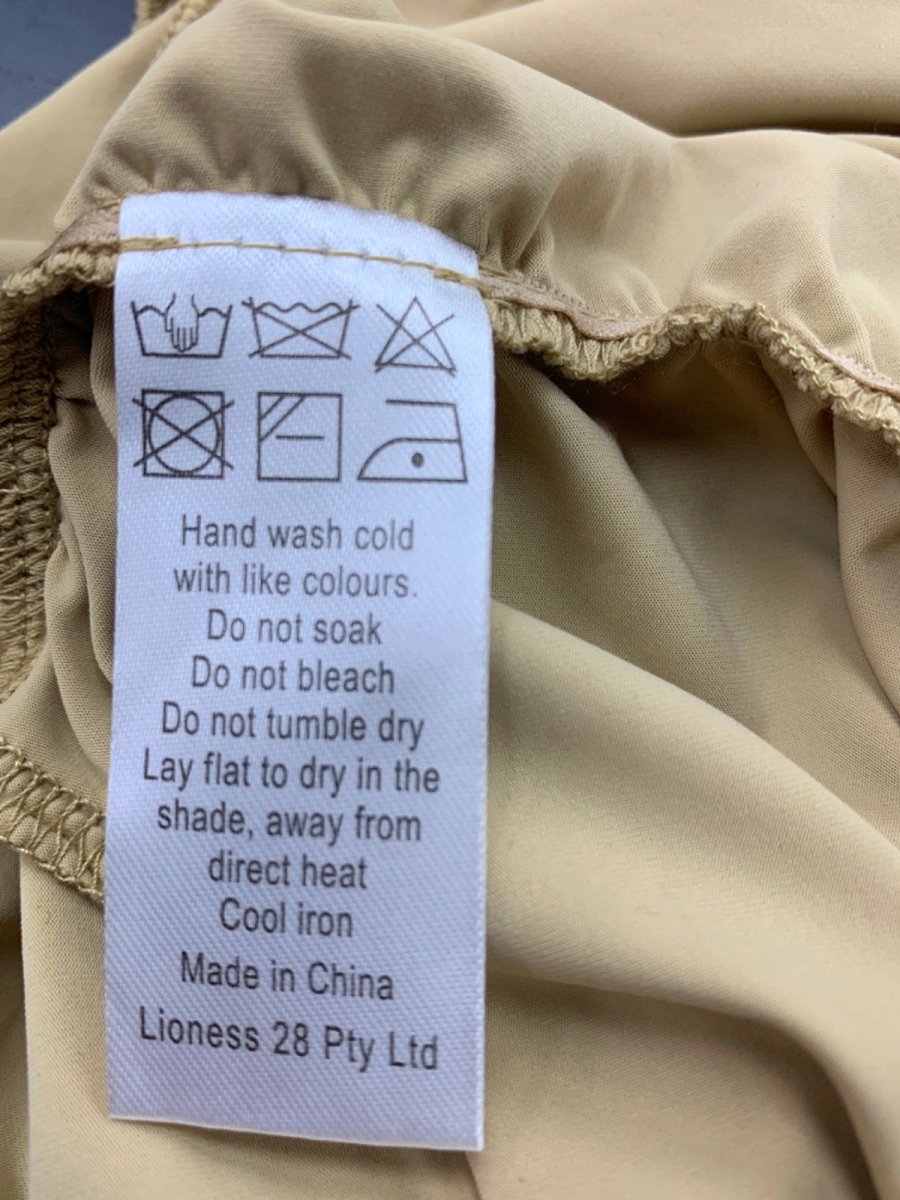 Hand wash cold
with like colours.
Do not soak
Do not bleach
Do not tumble dry
Lay flat to dry in the
shade, away from
direct heat
Cool iron
Made in China
Lioness 28 Pty Ltd